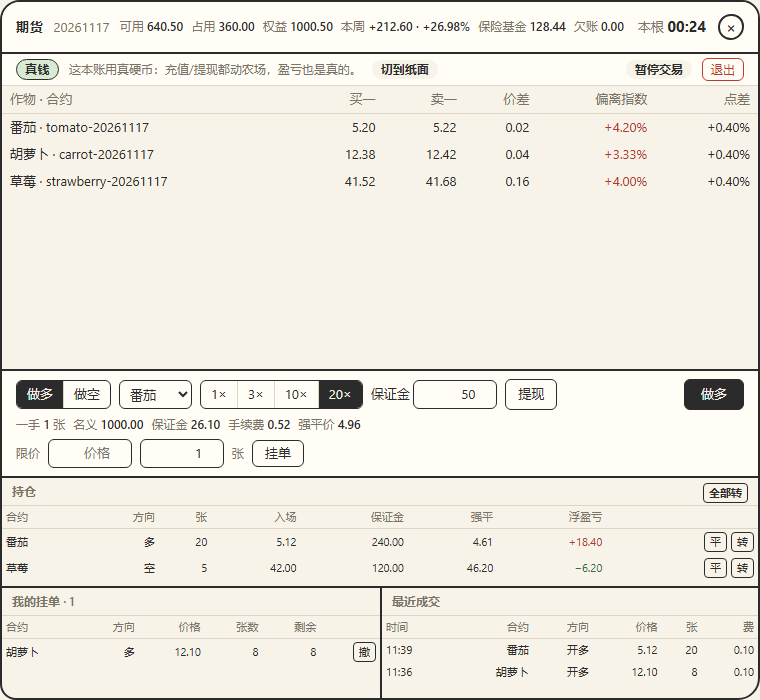 期货 20261117 可用 640.50 占用 360.00 权益 1000.50 本周 +212.60 · +26.98% 保险基金 128.44 欠账 0.00 本根 00:24 ×
真钱 这本账用真硬币：充值/提现都动农场，盈亏也是真的。 切到纸面 暂停交易 退出
作物 · 合约 买一 卖一 价差 偏离指数 点差
番茄 · tomato-20261117 5.20 5.22 0.02 +4.20% +0.40%
胡萝卜 · carrot-20261117 12.38 12.42 0.04 +3.33% +0.40%
草莓 · strawberry-20261117 41.52 41.68 0.16 +4.00% +0.40%
做多 做空 番茄 1× 3× 10× 20× 保证金 50 提现 做多
一手 1 张 名义 1000.00 保证金 26.10 手续费 0.52 强平价 4.96
限价 价格 1 张 挂单
持仓 全部转
合约 方向 张 入场 保证金 强平 浮盈亏
番茄 多 20 5.12 240.00 4.61 +18.40 平 转
草莓 空 5 42.00 120.00 46.20 −6.20 平 转
我的挂单 · 1
合约 方向 价格 张数 剩余
胡萝卜 多 12.10 8 8 撤
最近成交
时间 合约 方向 价格 张 费
11:39 番茄 开多 5.12 20 0.10
11:36 胡萝卜 开多 12.10 8 0.10